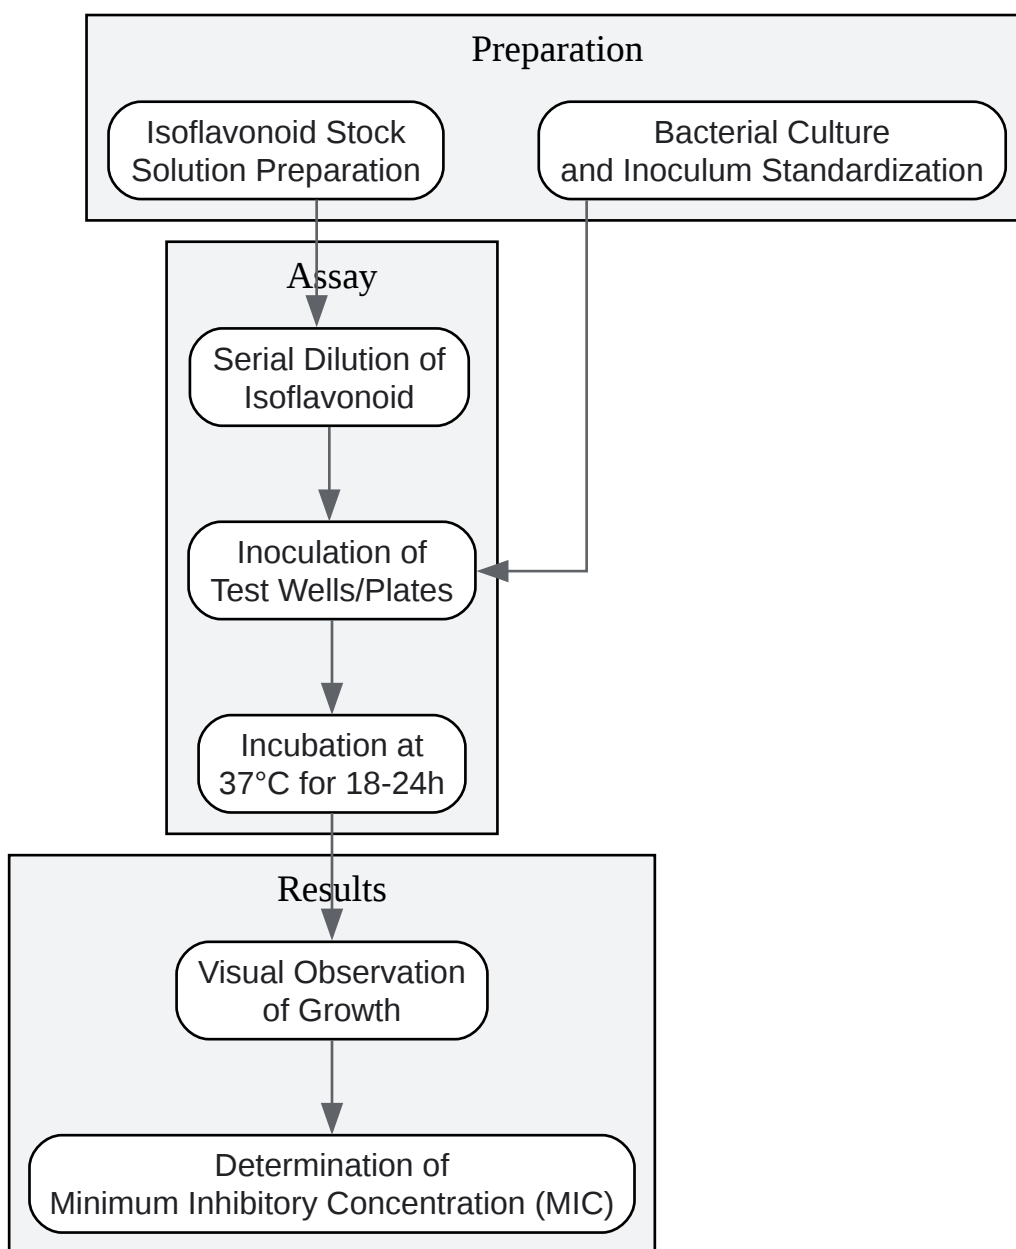 Preparation
Isoflavonoid Stock
Solution Preparation
Bacterial Culture
and Inoculum Standardization
Assay
Serial Dilution of
Isoflavonoid
Inoculation of
Test Wells/Plates
Incubation at
37°C for 18-24h
Results
Visual Observation
of Growth
Determination of
Minimum Inhibitory Concentration (MIC)